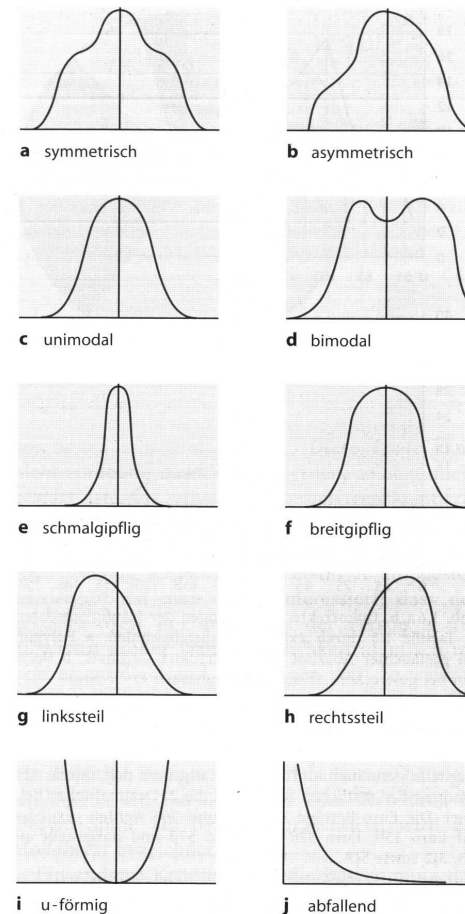 a symmetrisch
b asymmetrisch
c unimodal
d bimodal
e schmalgipflig
f breitgipflig
g linkssteil
h rechtssteil
i u-förmig
j abfallend